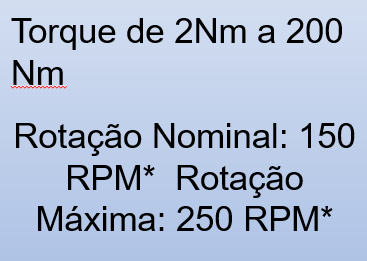 Torque de 2Nm a 200
Nm
Rotação Nominal: 150
RPM*  Rotação
Máxima: 250 RPM*